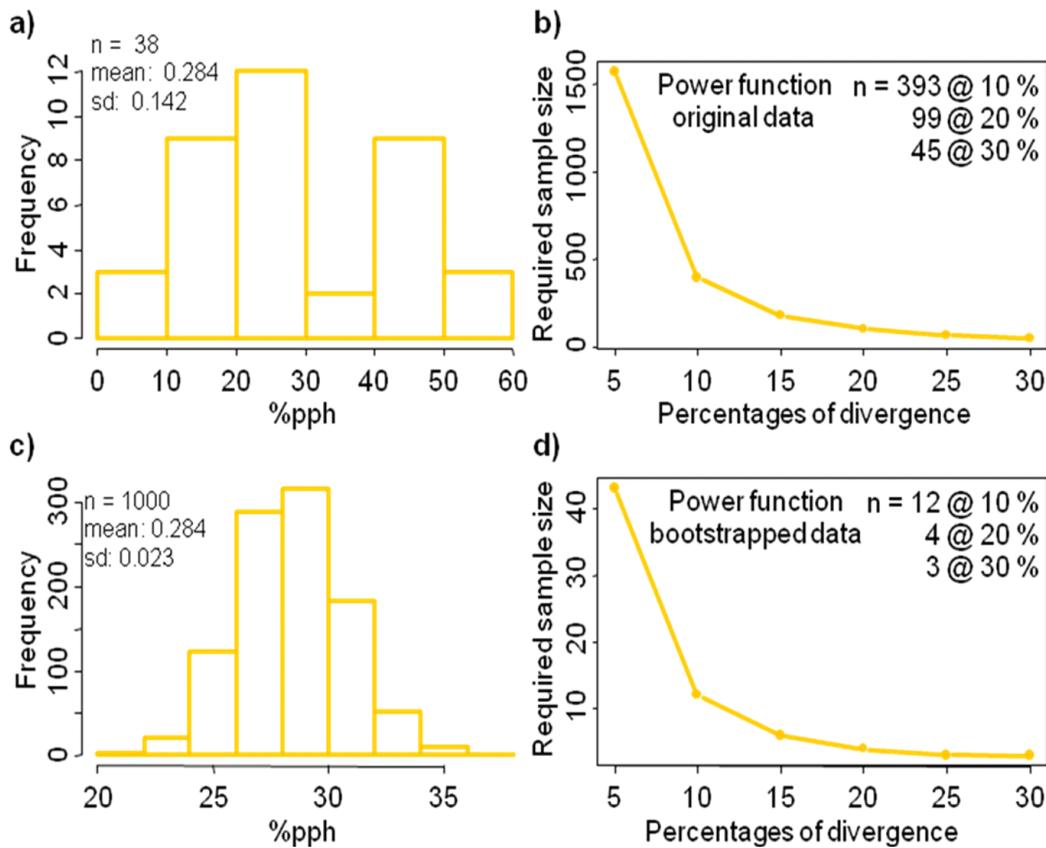 a)
n = 38
mean: 0.284
sd: 0.142
Frequency
12
10
8
6
4
2
0
0 10 20 30 40 50 60
%pph
b)
Power function
original data
n = 393 @ 10 %
99 @ 20 %
45 @ 30 %
Required sample size
1500
1000
500
0
5 10 15 20 25 30
Percentages of divergence
c)
n = 1000
mean: 0.284
sd: 0.023
Frequency
300
200
100
0
20 25 30 35
%pph
d)
Power function
bootstrapped data
n = 12 @ 10 %
4 @ 20 %
3 @ 30 %
Required sample size
40
30
20
10
5 10 15 20 25 30
Percentages of divergence